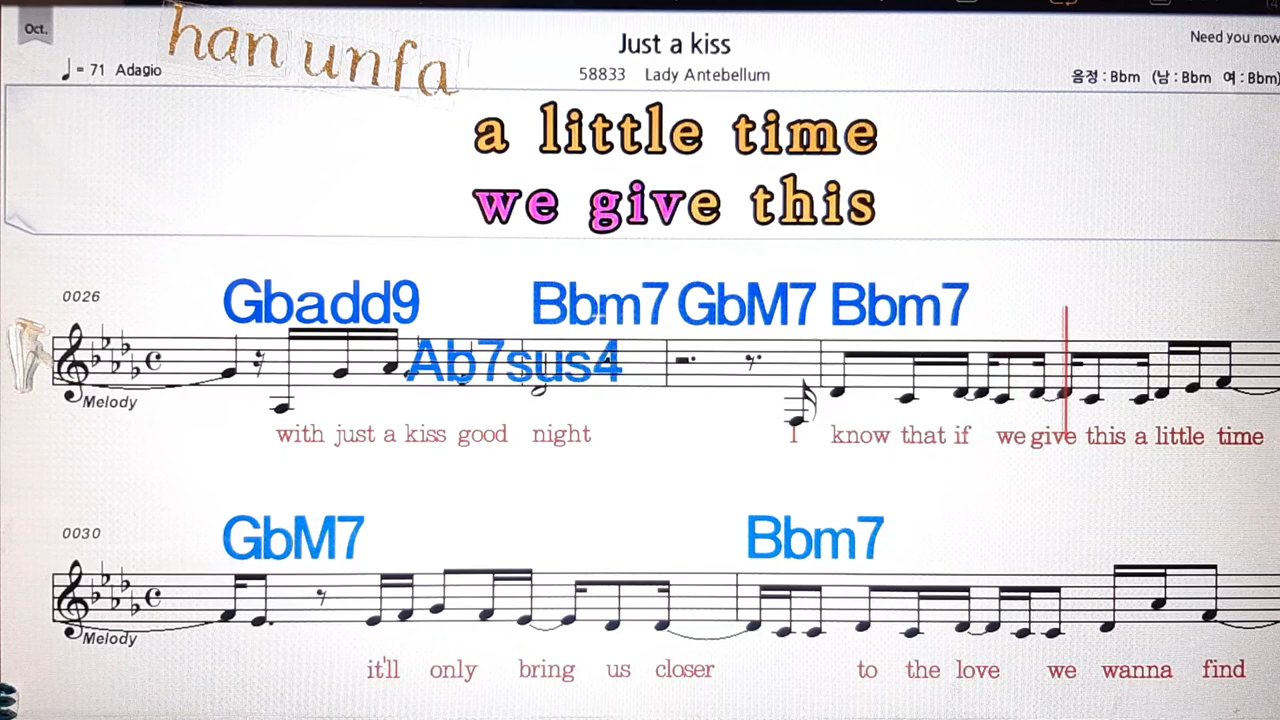 Oct.
han unfa
Just a kiss
Need you now
♩ = 71 Adagio
58833 Lady Antebellum
음정 : Bbm (남 : Bbm 여 : Bbm)
a little time
we give this
0026
Gbadd9 Bbm7 GbM7 Bbm7
Ab7sus4
Melody
with just a kiss good night I know that if we give this a little time
0030
GbM7 Bbm7
Melody
it'll only bring us closer to the love we wanna find